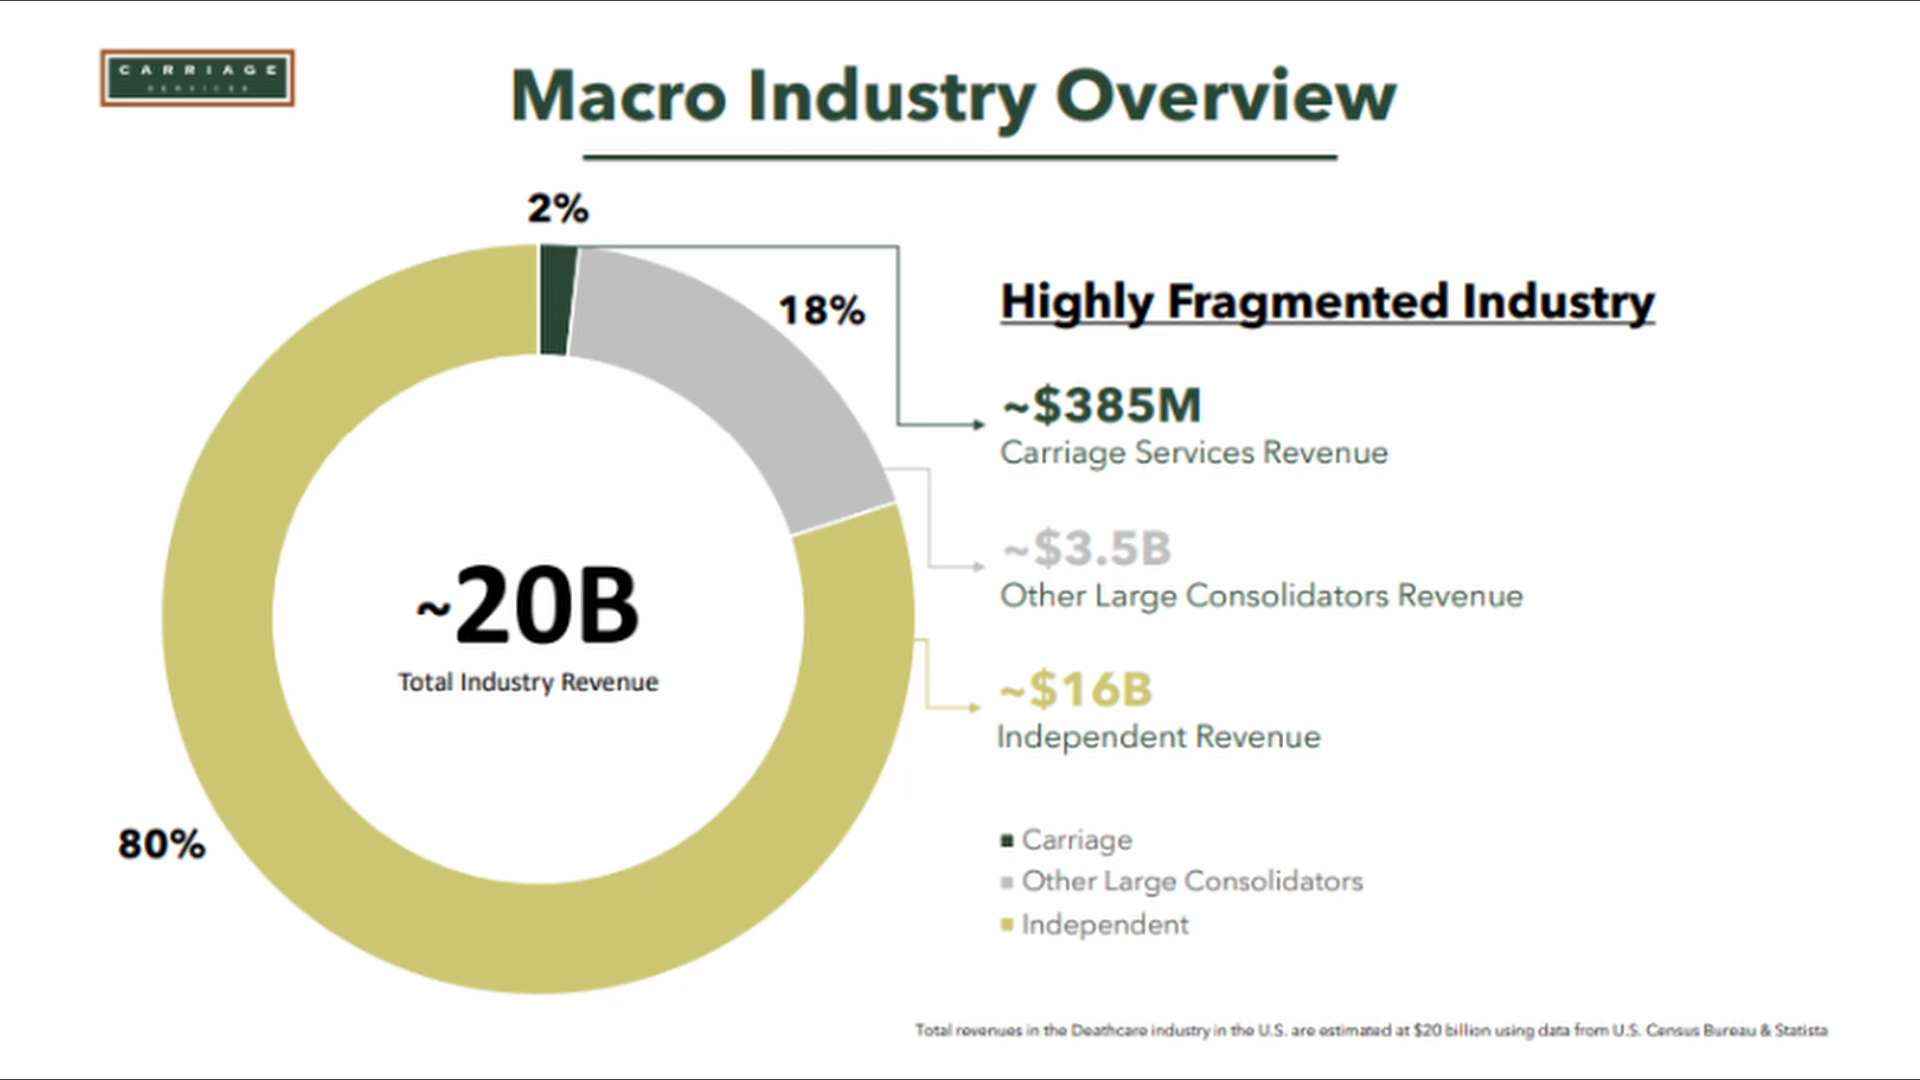 CARRIAGE
SERVICES
Macro Industry Overview
2%
18%
80%
~20B
Total Industry Revenue
Highly Fragmented Industry
~$385M
Carriage Services Revenue
~$3.5B
Other Large Consolidators Revenue
~$16B
Independent Revenue
Carriage
Other Large Consolidators
Independent
Total revenues in the Deathcare industry in the U.S. are estimated at $20 billion using data from U.S. Census Bureau & Statista